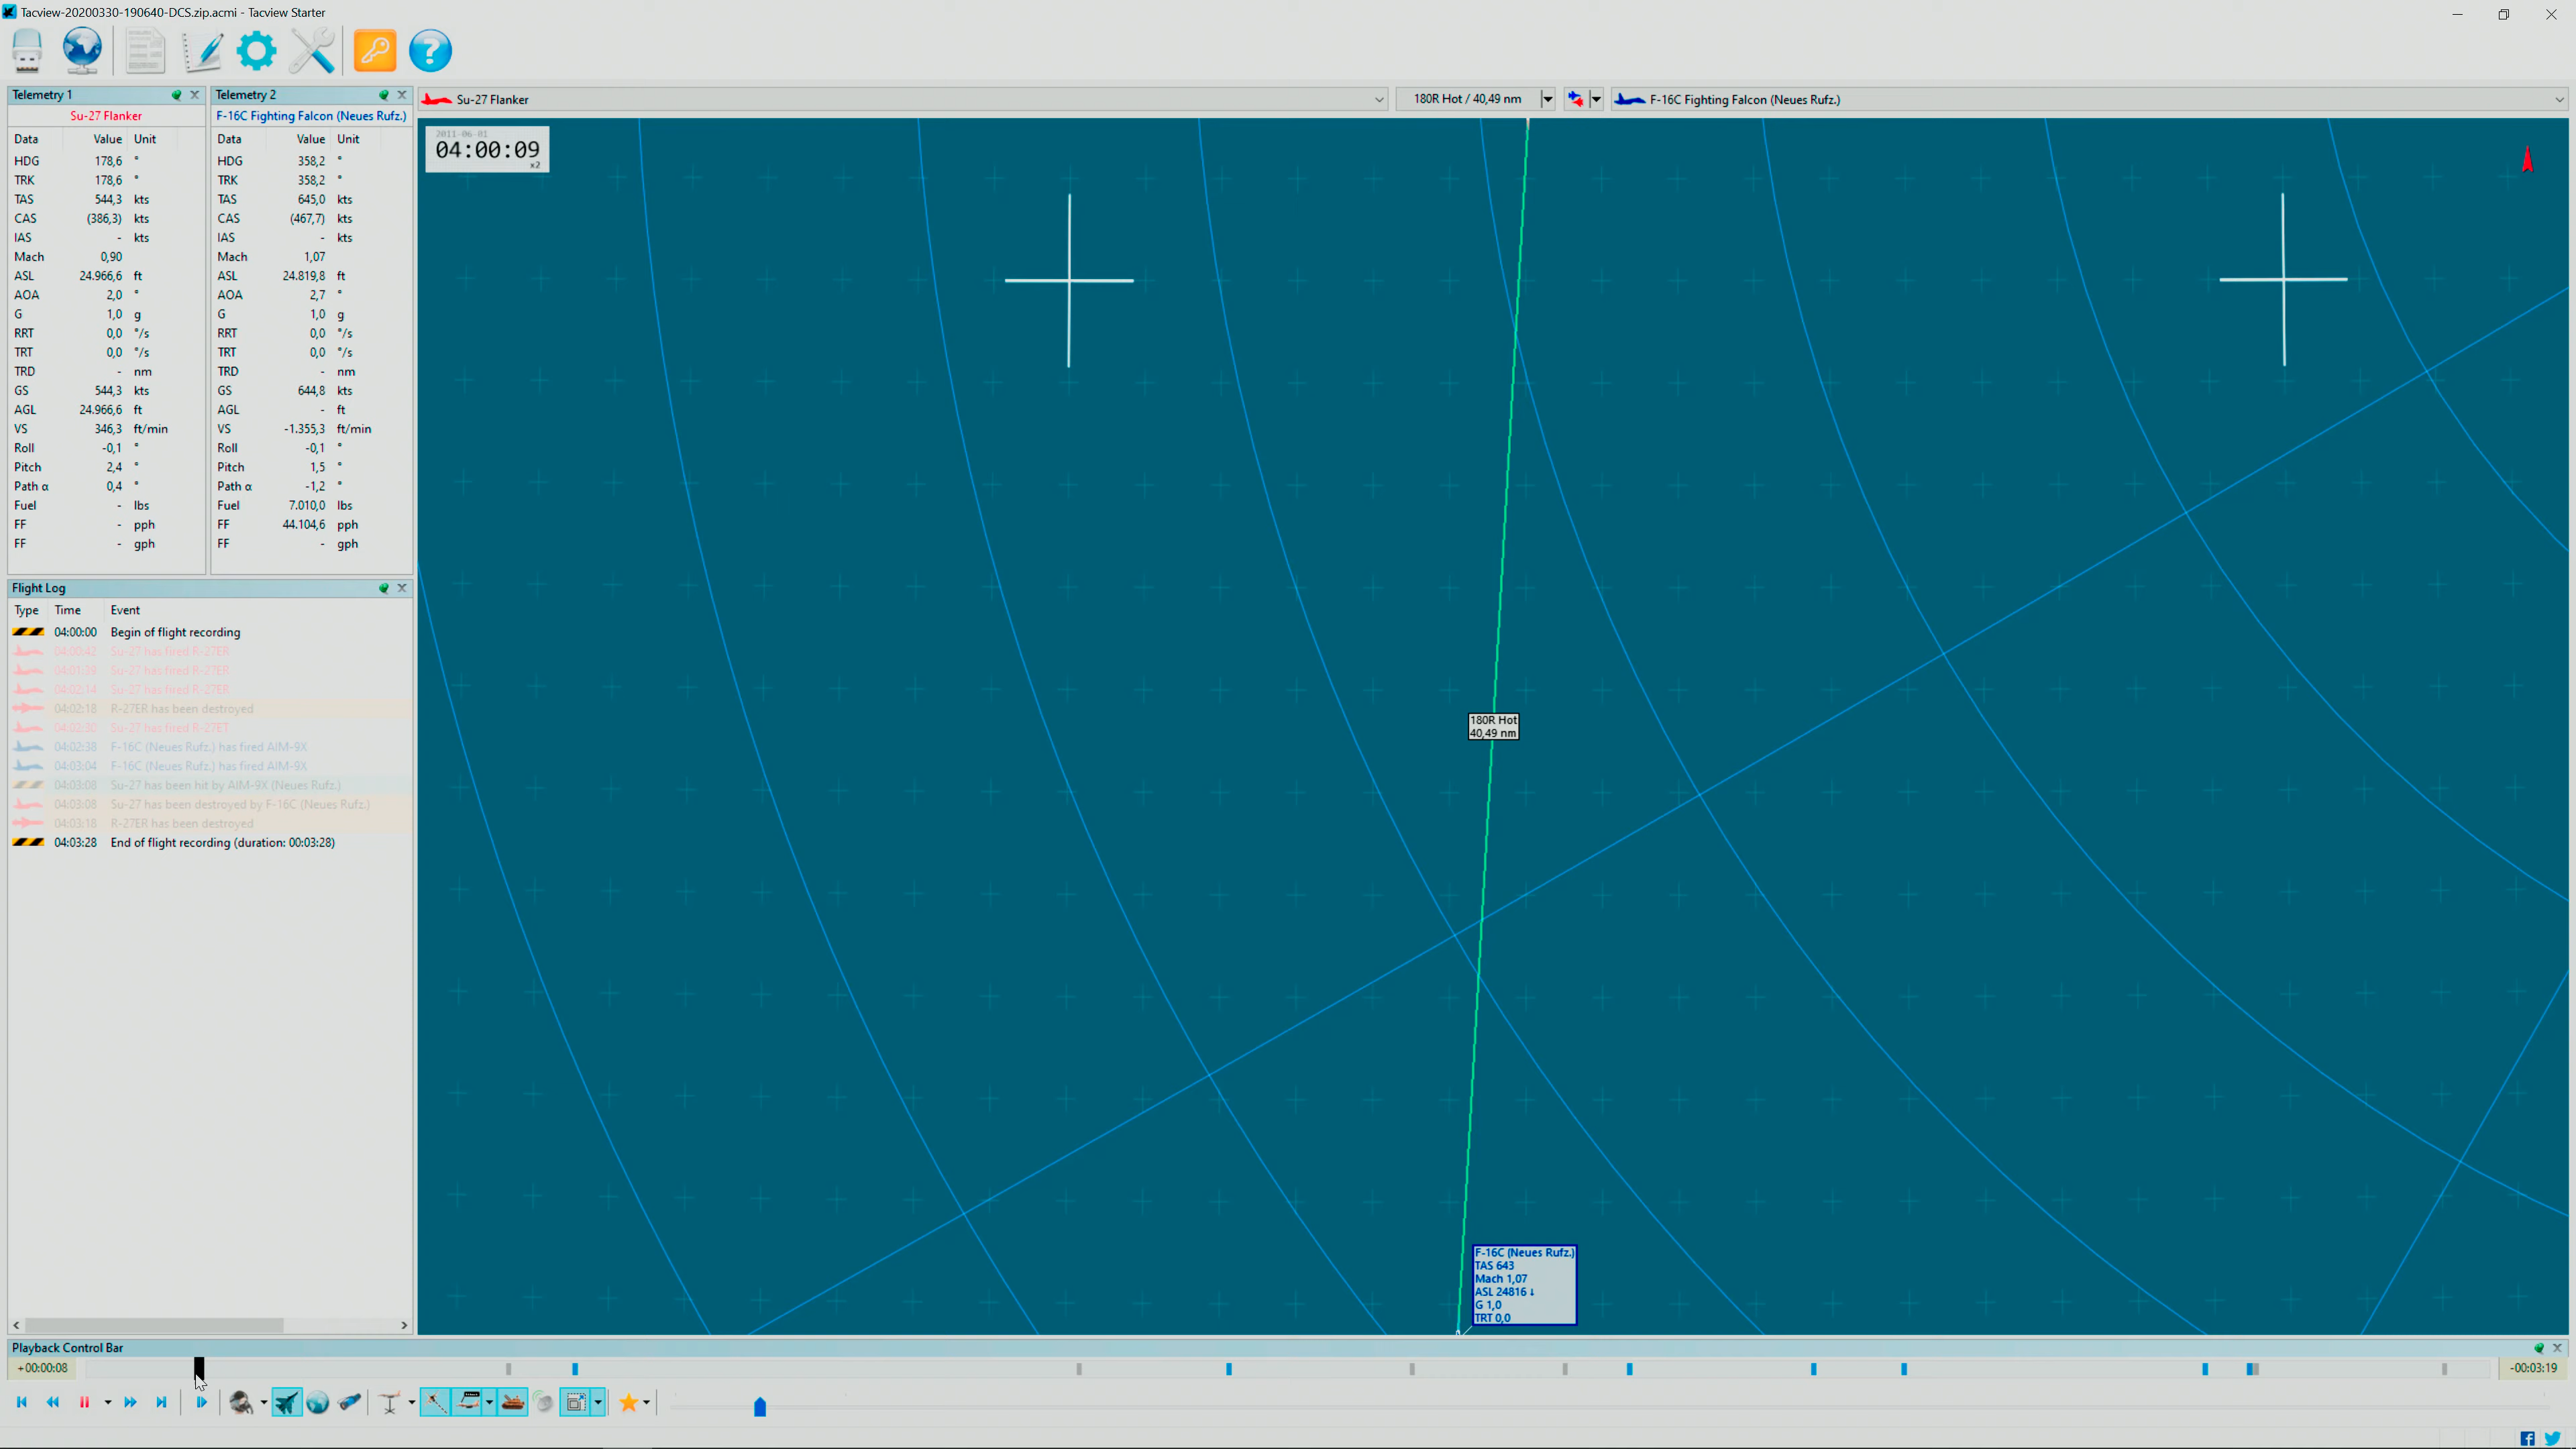 Tacview-20200330-190640-DCS.zip.acmi - Tacview Starter
Telemetry 1
Su-27 Flanker
Data Value Unit
HDG 178,6 °
TRK 178,6 °
TAS 544,3 kts
CAS (386,3) kts
IAS - kts
Mach 0,90
ASL 24.966,6 ft
AOA 2,0 °
G 1,0 g
RRT 0,0 °/s
TRT 0,0 °/s
TRD - nm
GS 544,3 kts
AGL 24.966,6 ft
VS 346,3 ft/min
Roll -0,1 °
Pitch 2,4 °
Path α 0,4 °
Fuel - lbs
FF - pph
FF - gph
Telemetry 2
F-16C Fighting Falcon (Neues Rufz.)
Data Value Unit
HDG 358,2 °
TRK 358,2 °
TAS 645,0 kts
CAS (467,7) kts
IAS - kts
Mach 1,07
ASL 24.819,8 ft
AOA 2,7 °
G 1,0 g
RRT 0,0 °/s
TRT 0,0 °/s
TRD - nm
GS 644,8 kts
AGL - ft
VS -1.355,3 ft/min
Roll -0,1 °
Pitch 1,5 °
Path α -1,2 °
Fuel 7.010,0 lbs
FF 44.104,6 pph
FF - gph
Su-27 Flanker
180R Hot / 40,49 nm
F-16C Fighting Falcon (Neues Rufz.)
2011-06-01
04:00:09
x2
Flight Log
Type Time Event
04:00:00 Begin of flight recording
04:00:42 Su-27 has fired R-27ER
04:01:39 Su-27 has fired R-27ER
04:02:14 Su-27 has fired R-27ER
04:02:18 R-27ER has been destroyed
04:02:30 Su-27 has fired R-27ET
04:02:38 F-16C (Neues Rufz.) has fired AIM-9X
04:03:04 F-16C (Neues Rufz.) has fired AIM-9X
04:03:08 Su-27 has been hit by AIM-9X (Neues Rufz.)
04:03:08 Su-27 has been destroyed by F-16C (Neues Rufz.)
04:03:18 R-27ER has been destroyed
04:03:28 End of flight recording (duration: 00:03:28)
180R Hot
40,49 nm
F-16C (Neues Rufz.)
TAS 643
Mach 1,07
ASL 24816 ↓
G 1,0
TRT 0,0
Playback Control Bar
+00:00:08
-00:03:19